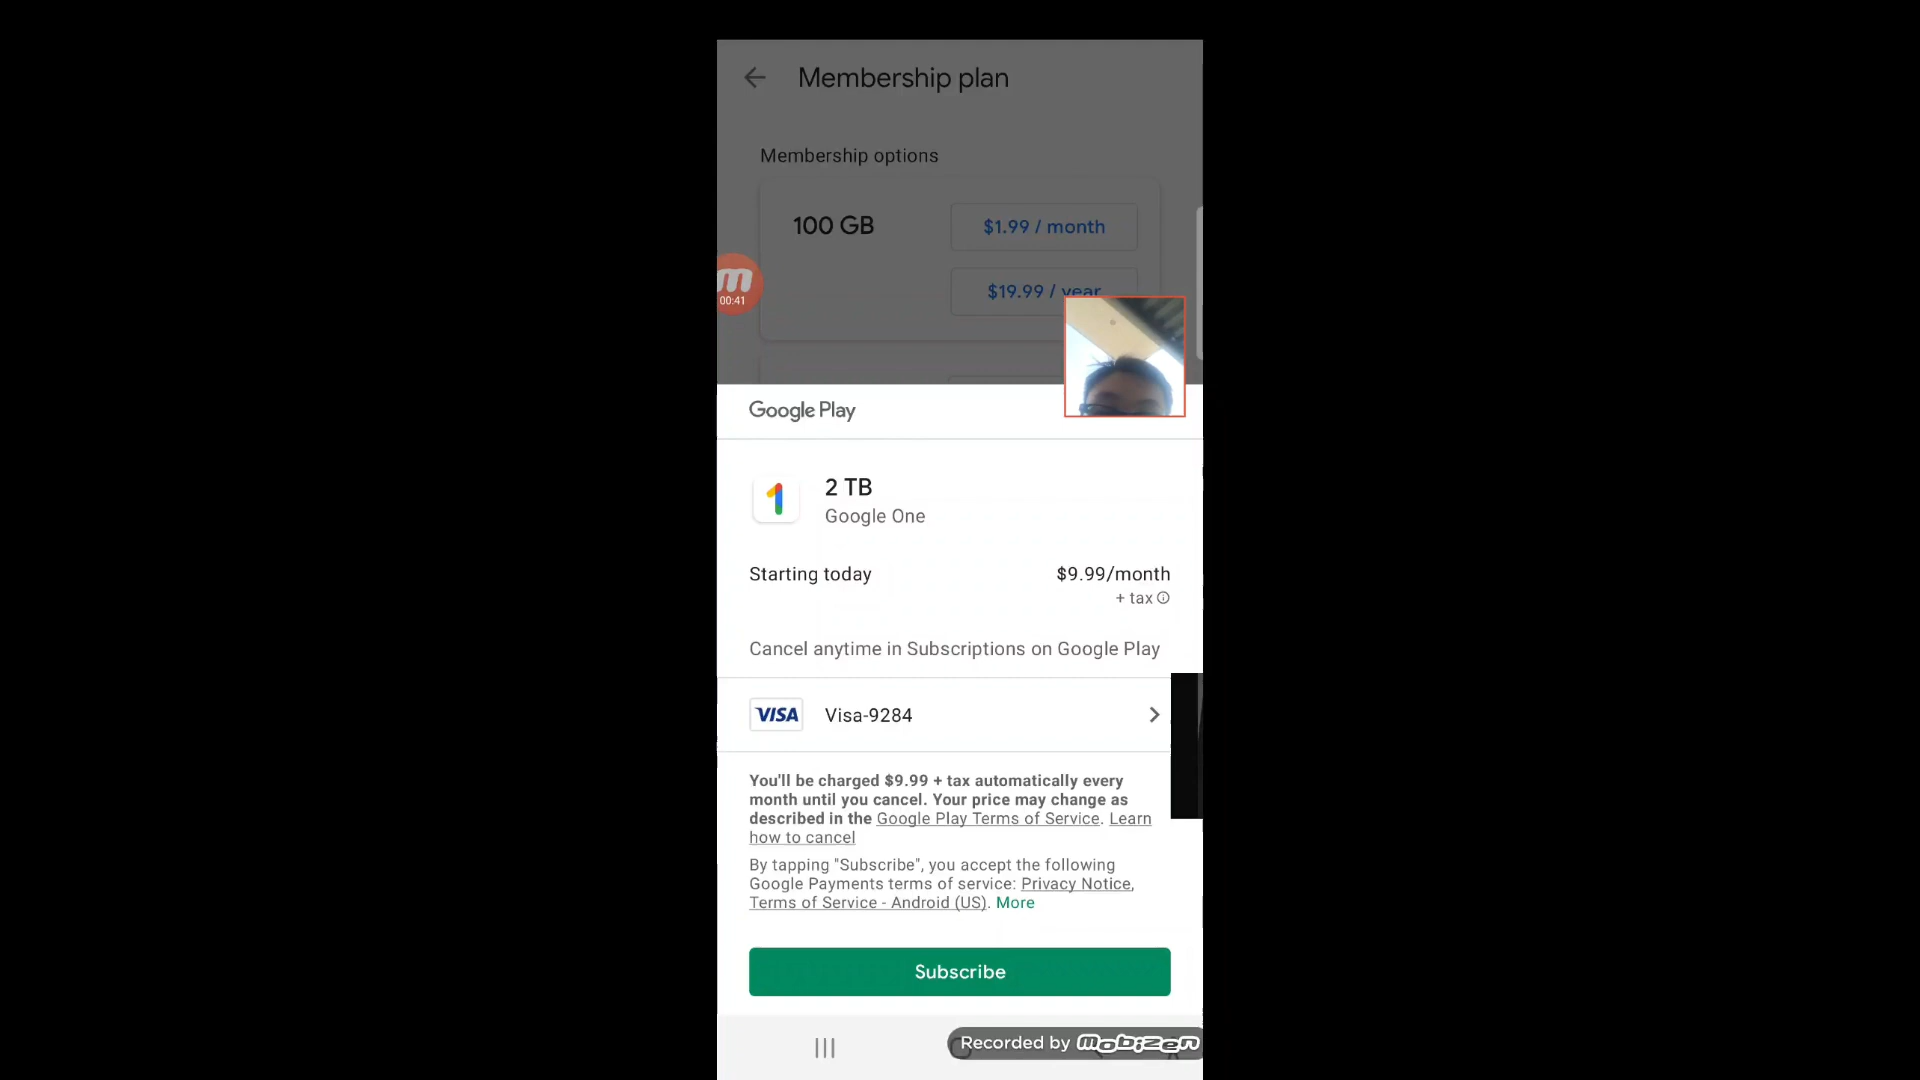 Membership plan
Membership options
100 GB
$1.99 / month
$19.99 / year
00:41
Google Play
2 TB
Google One
Starting today
$9.99/month
+ tax
Cancel anytime in Subscriptions on Google Play
VISA
Visa-9284
You'll be charged $9.99 + tax automatically every
month until you cancel. Your price may change as
described in the Google Play Terms of Service. Learn
how to cancel
By tapping "Subscribe", you accept the following
Google Payments terms of service: Privacy Notice,
Terms of Service - Android (US). More
Subscribe
Recorded by mobizen